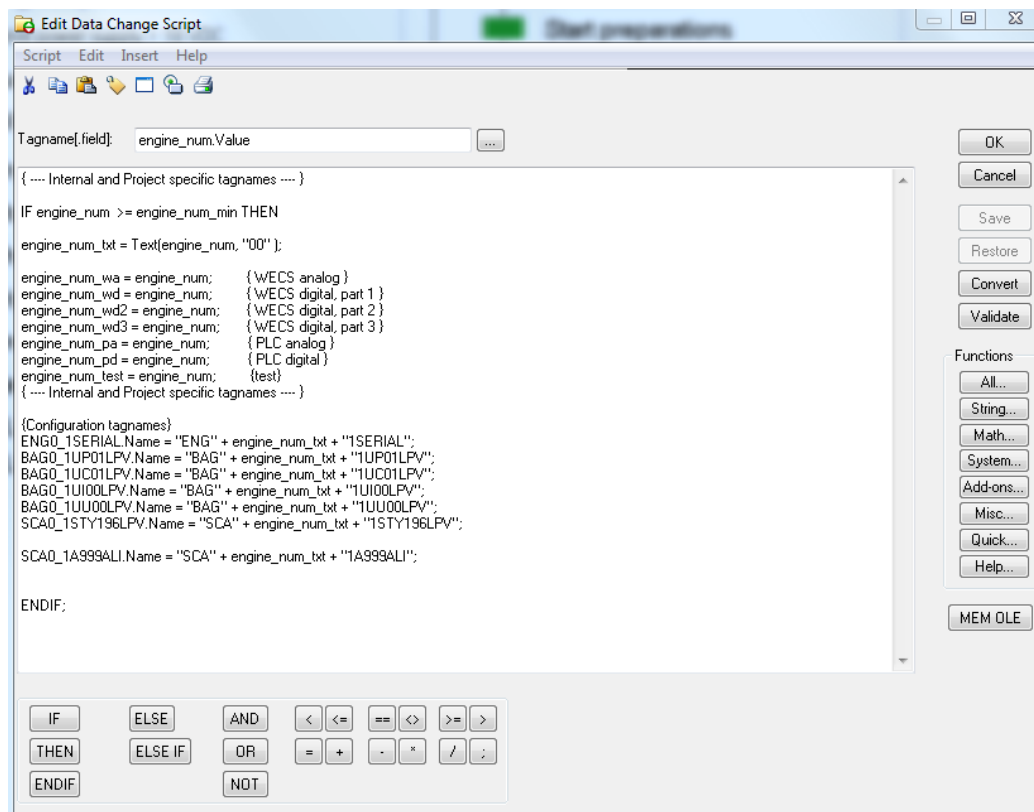 Edit Data Change Script
Start preparations
Script Edit Insert Help
Tagname[.field]: engine_num.Value ...
{ ---- Internal and Project specific tagnames ---- }
IF engine_num >= engine_num_min THEN
engine_num_txt = Text(engine_num, "00" );
engine_num_wa = engine_num; { WECS analog }
engine_num_wd = engine_num; { WECS digital, part 1 }
engine_num_wd2 = engine_num; { WECS digital, part 2 }
engine_num_wd3 = engine_num; { WECS digital, part 3 }
engine_num_pa = engine_num; { PLC analog }
engine_num_pd = engine_num; { PLC digital }
engine_num_test = engine_num; {test}
{ ---- Internal and Project specific tagnames ---- }
{Configuration tagnames}
ENG0_1SERIAL.Name = "ENG" + engine_num_txt + "1SERIAL";
BAG0_1UP01LPV.Name = "BAG" + engine_num_txt + "1UP01LPV";
BAG0_1UC01LPV.Name = "BAG" + engine_num_txt + "1UC01LPV";
BAG0_1UI00LPV.Name = "BAG" + engine_num_txt + "1UI00LPV";
BAG0_1UU00LPV.Name = "BAG" + engine_num_txt + "1UU00LPV";
SCA0_1STY196LPV.Name = "SCA" + engine_num_txt + "1STY196LPV";
SCA0_1A999ALI.Name = "SCA" + engine_num_txt + "1A999ALI";
ENDIF;
OK
Cancel
Save
Restore
Convert
Validate
Functions
All...
String...
Math...
System...
Add-ons...
Misc...
Quick...
Help...
MEM OLE
IF ELSE AND < <= == <> >= >
THEN ELSE IF OR = + - * / ;
ENDIF NOT